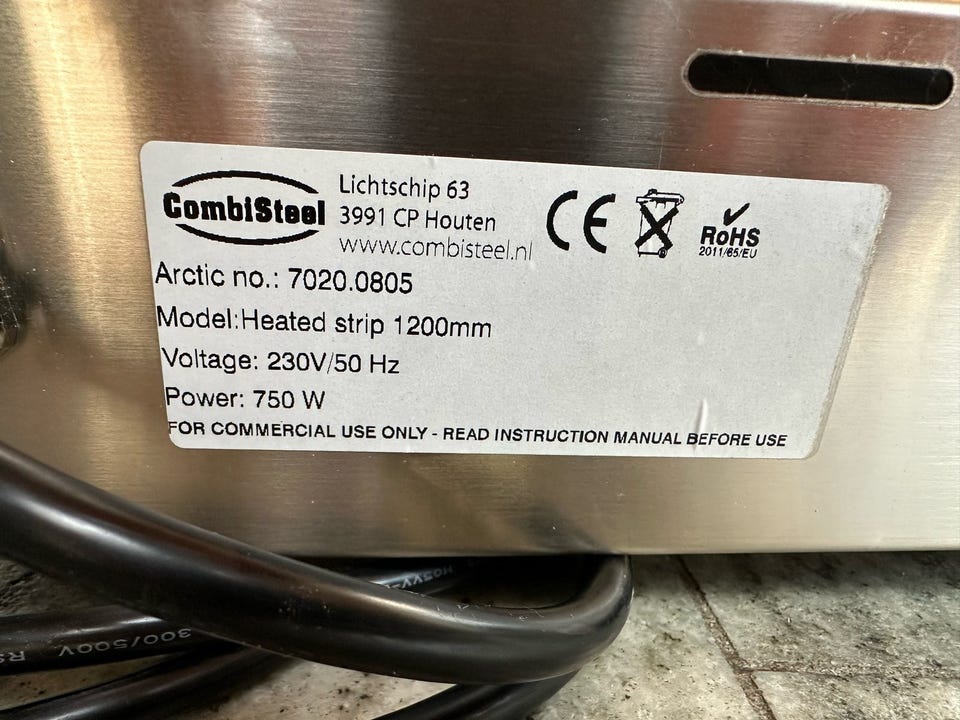 CombiSteel
Lichtschip 63
3991 CP Houten
www.combisteel.nl
CE
RoHS
2011/65/EU
Arctic no.: 7020.0805
Model:Heated strip 1200mm
Voltage: 230V/50 Hz
Power: 750 W
FOR COMMERCIAL USE ONLY - READ INSTRUCTION MANUAL BEFORE USE
H05VV-
300/500V